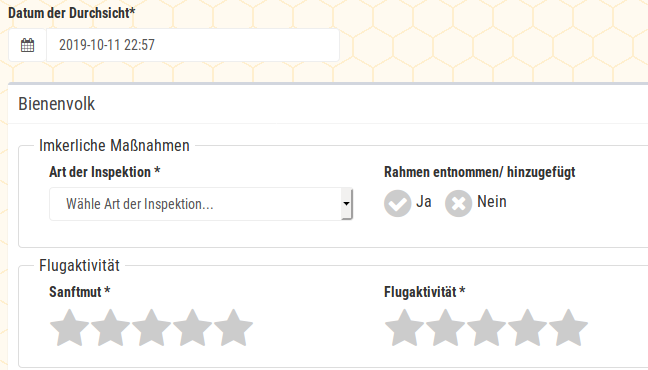 Datum der Durchsicht*
2019-10-11 22:57
Bienenvolk
Imkerliche Maßnahmen
Art der Inspektion *
Rahmen entnommen/ hinzugefügt
Wähle Art der Inspektion...
Ja
Nein
Flugaktivität
Sanftmut *
Flugaktivität *